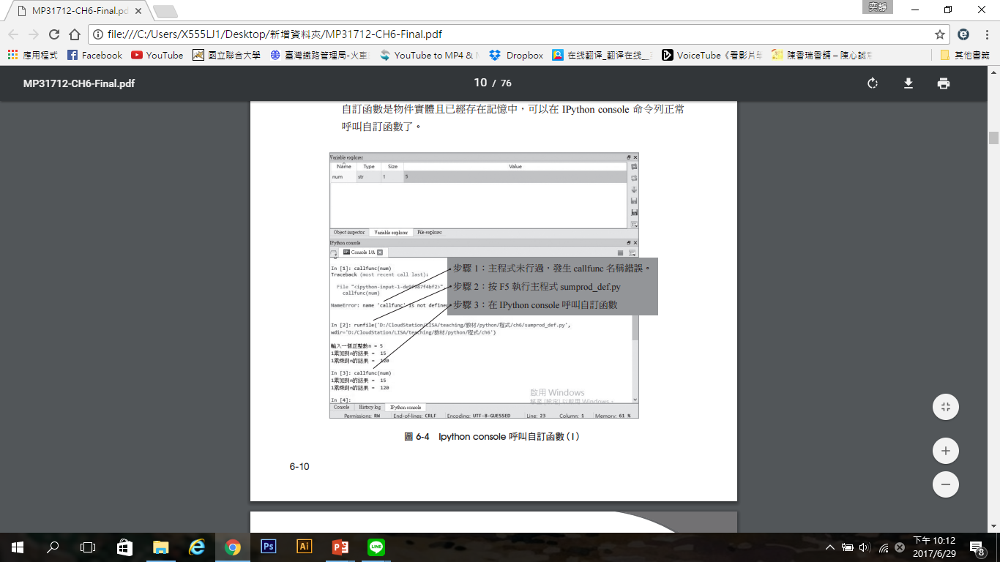 MP31712-CH6-Final.pdf
奕靜
file:///C:/Users/X555LJ1/Desktop/新增資料夾/MP31712-CH6-Final.pdf
應用程式 Facebook YouTube 國立聯合大學 臺灣鐵路管理局-火車 YouTube to MP4 & Dropbox 在线翻译_翻译在线__ VoiceTube《看影片學 陳香瑞香舖 – 陳心誠 其他書籤
MP31712-CH6-Final.pdf 10 / 76
自訂函數是物件實體且已經存在記憶中，可以在 IPython console 命令列正常
呼叫自訂函數了。
Variable explorer
Name Type Size Value
num str 1 5
Object inspector Variable explorer File explorer
IPython console
Console 1/A
In [1]: callfunc(num)
Traceback (most recent call last):
File "<ipython-input-1-de9f987f4bf2>",
callfunc(num)
NameError: name 'callfunc' is not define
步驟 1：主程式未行過，發生 callfunc 名稱錯誤。
步驟 2：按 F5 執行主程式 sumprod_def.py
步驟 3：在 IPython console 呼叫自訂函數
In [2]: runfile('D:/CloudStation/LISA/teaching/教材/python/程式/ch6/sumprod_def.py',
wdir='D:/CloudStation/LISA/teaching/教材/python/程式/ch6')
輸入一個正整數n = 5
1累加到n的結果 = 15
1累乘到n的結果 = 120
In [3]: callfunc(num)
1累加到n的結果 = 15
1累乘到n的結果 = 120
In [4]:
啟用 Windows
移至 [設定] 以啟用 Windows。
Console History log IPython console
Permissions: RW End-of-lines: CRLF Encoding: UTF-8-GUESSED Line: 23 Column: 1 Memory: 61 %
圖 6-4 Ipython console 呼叫自訂函數（I）
6-10
Ps Ai LINE
下午 10:12
2017/6/29
8